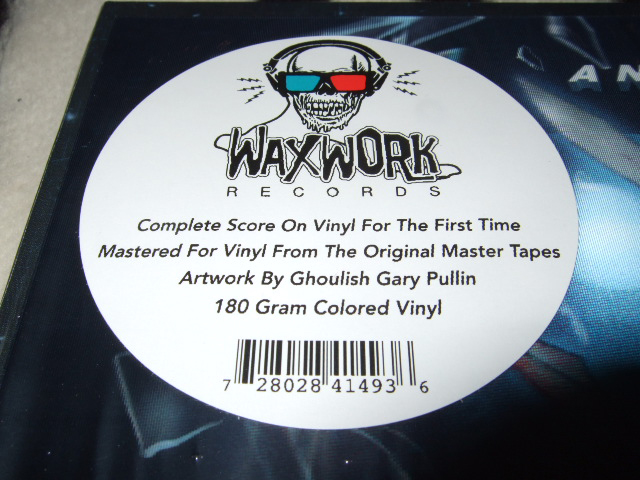 AN
WAXWORK
RECORDS
Complete Score On Vinyl For The First Time
Mastered For Vinyl From The Original Master Tapes
Artwork By Ghoulish Gary Pullin
180 Gram Colored Vinyl
7 28028 41493 6